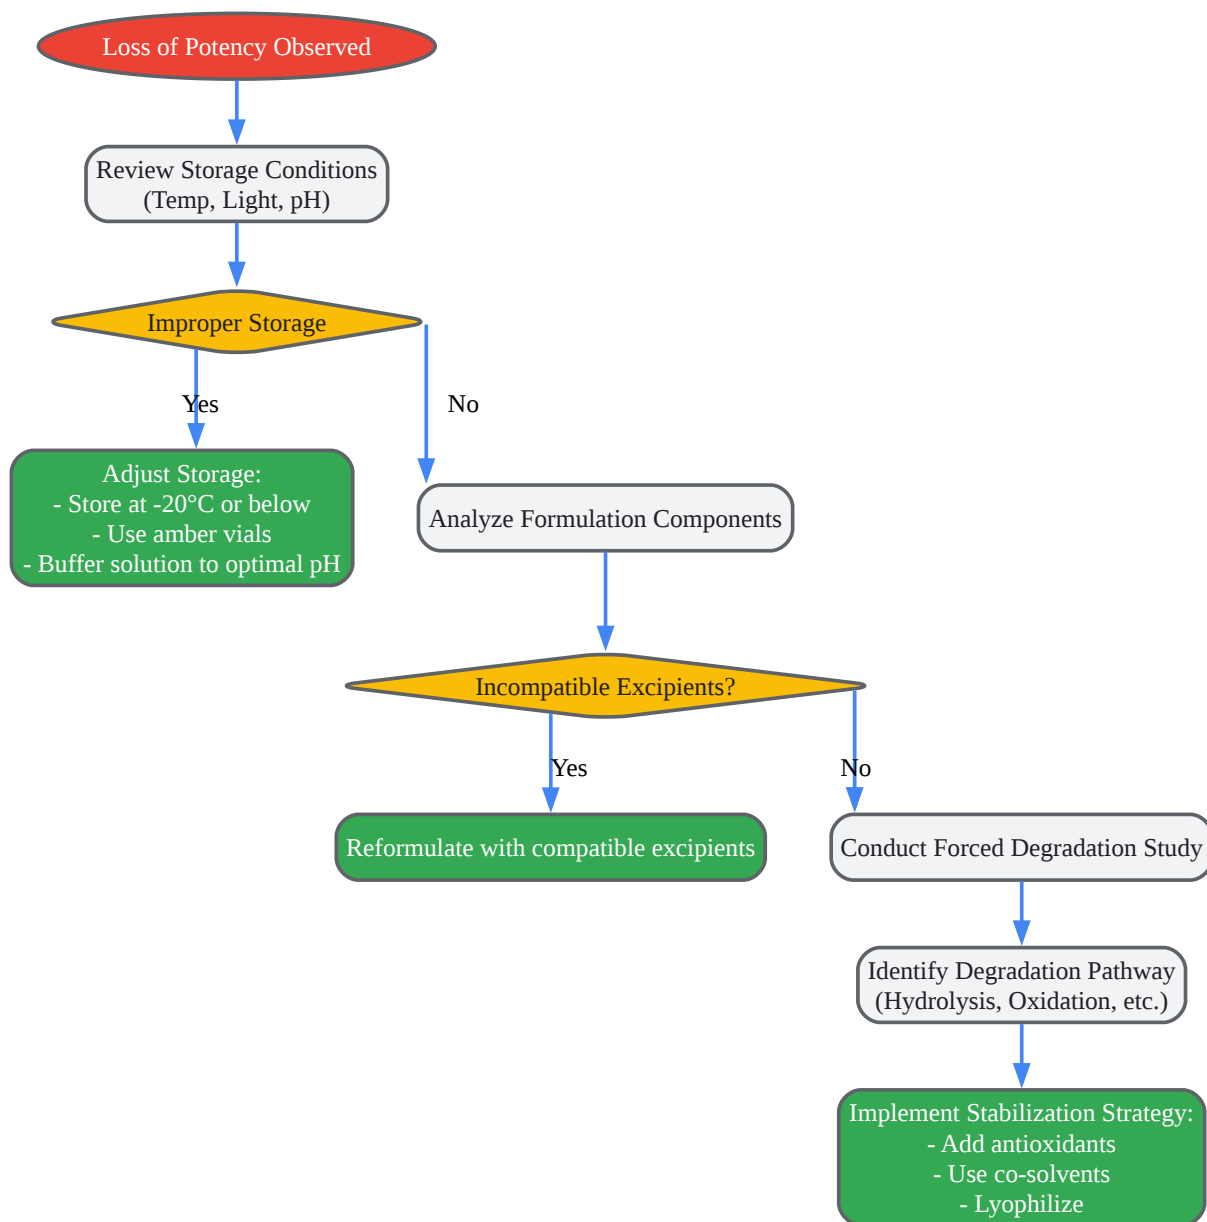 Loss of Potency Observed
Review Storage Conditions
(Temp, Light, pH)
Improper Storage
Yes
No
Adjust Storage:
- Store at -20°C or below
- Use amber vials
- Buffer solution to optimal pH
Analyze Formulation Components
Incompatible Excipients?
Yes
No
Reformulate with compatible excipients
Conduct Forced Degradation Study
Identify Degradation Pathway
(Hydrolysis, Oxidation, etc.)
Implement Stabilization Strategy:
- Add antioxidants
- Use co-solvents
- Lyophilize